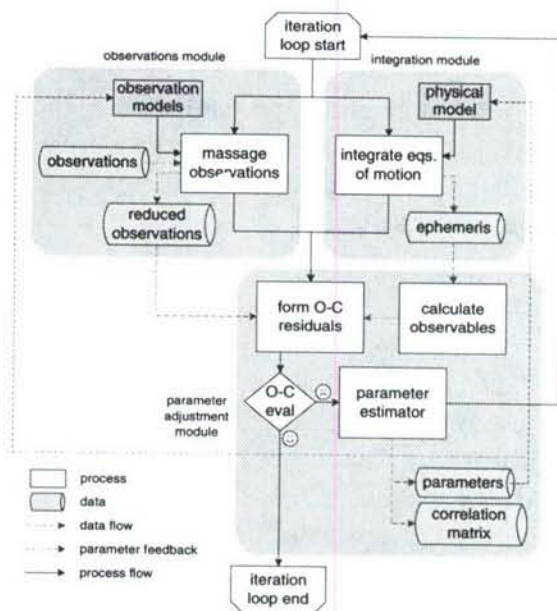 iteration
loop start
observations module
integration module
observation
models
physical
model
observations
massage
observations
integrate eqs.
of motion
reduced
observations
ephemeris
form O-C
residuals
calculate
observables
O-C
eval
parameter
estimator
parameter
adjustment
module
process
data
data flow
parameter feedback
process flow
parameters
correlation
matrix
iteration
loop end